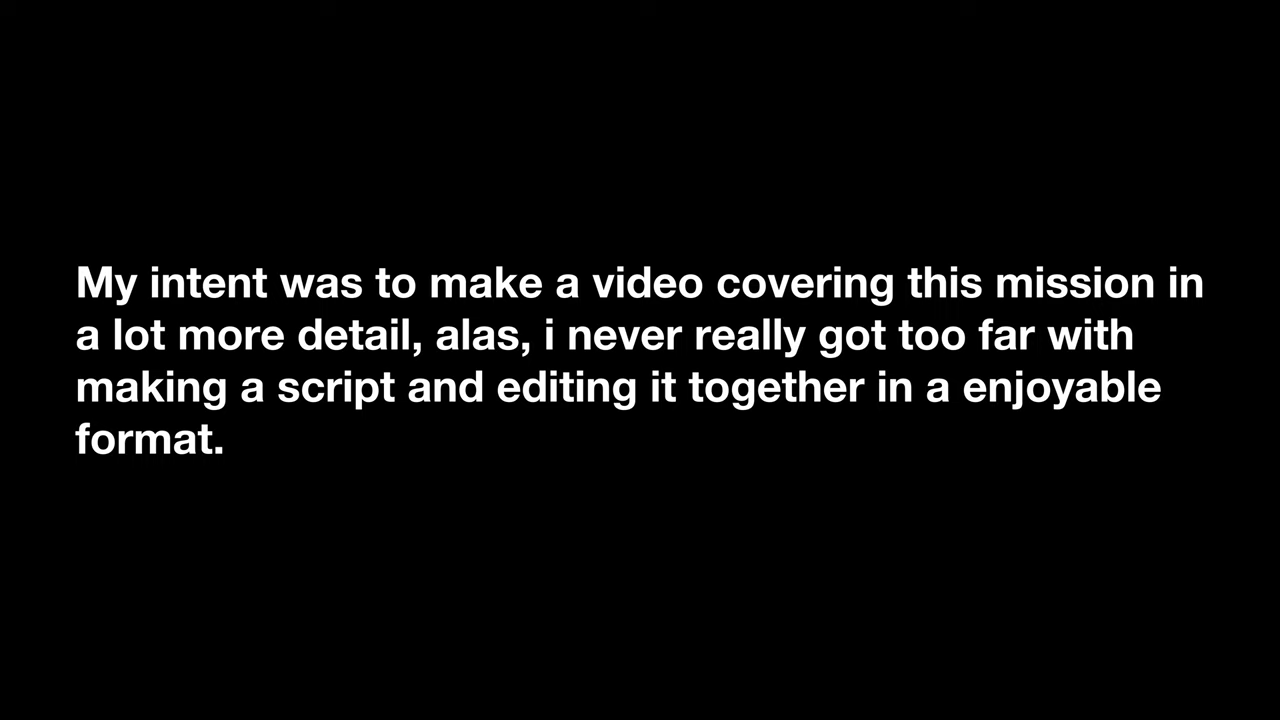 My intent was to make a video covering this mission in
a lot more detail, alas, i never really got too far with
making a script and editing it together in a enjoyable
format.